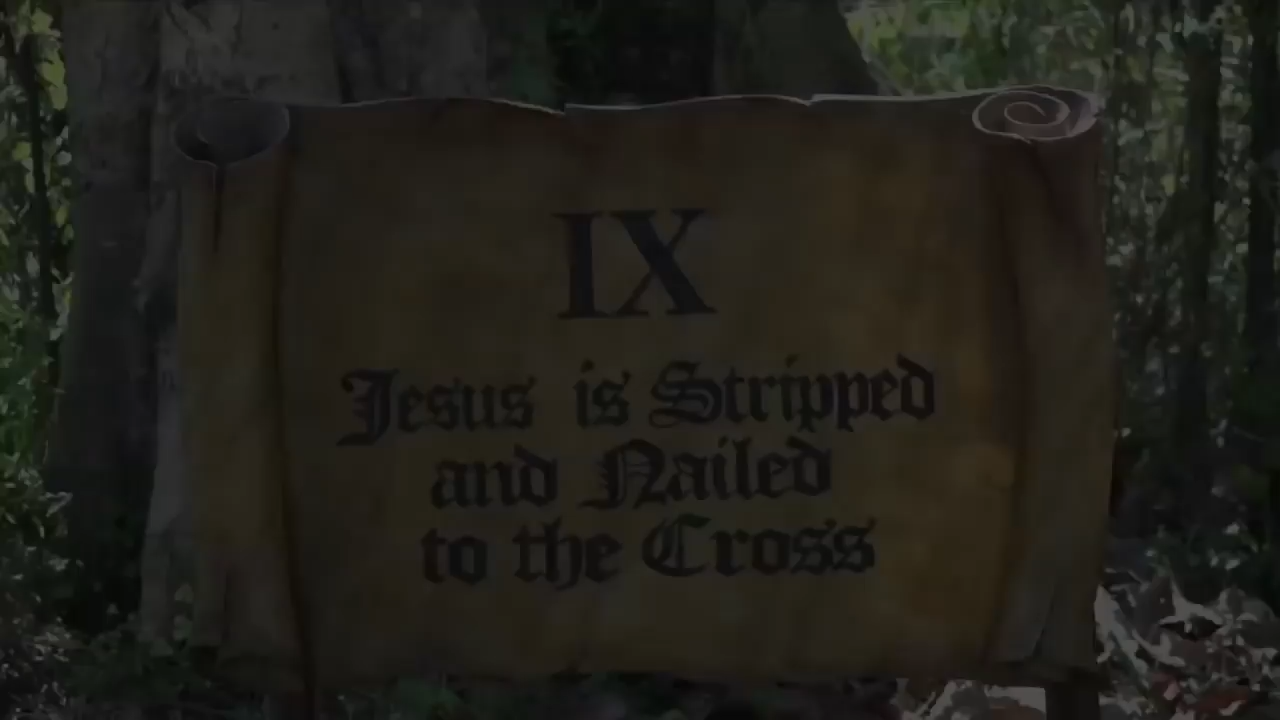 IX
Jesus is Stripped
and Nailed
to the Cross